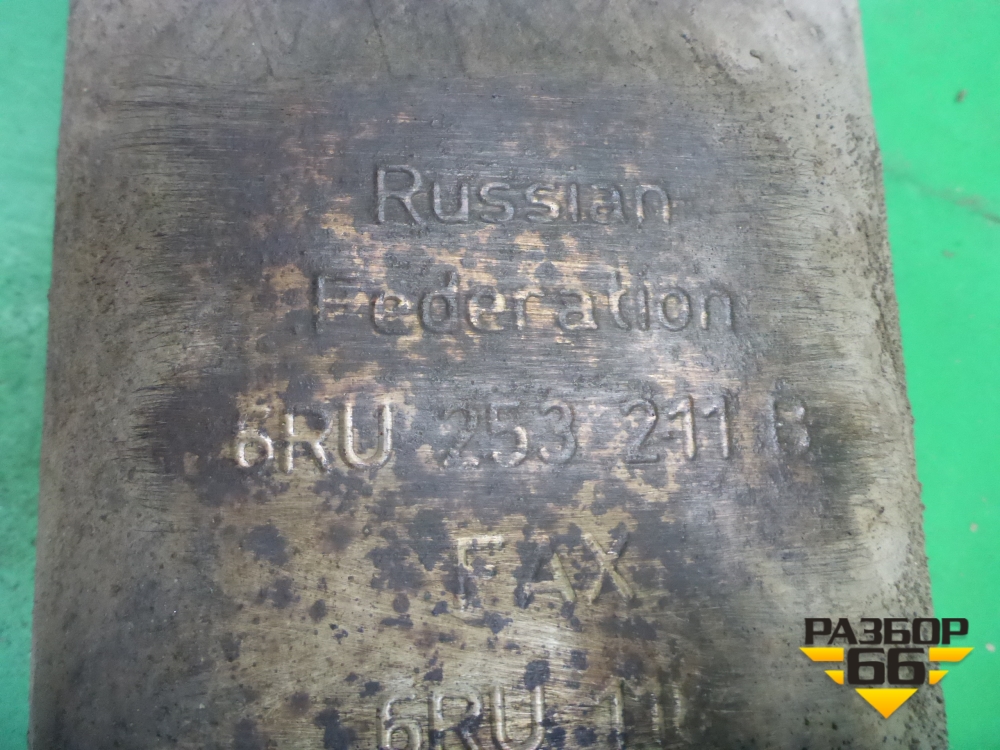 Russian
Federation
6RU 253 211 B
FAX
6RU
РАЗБОР
66